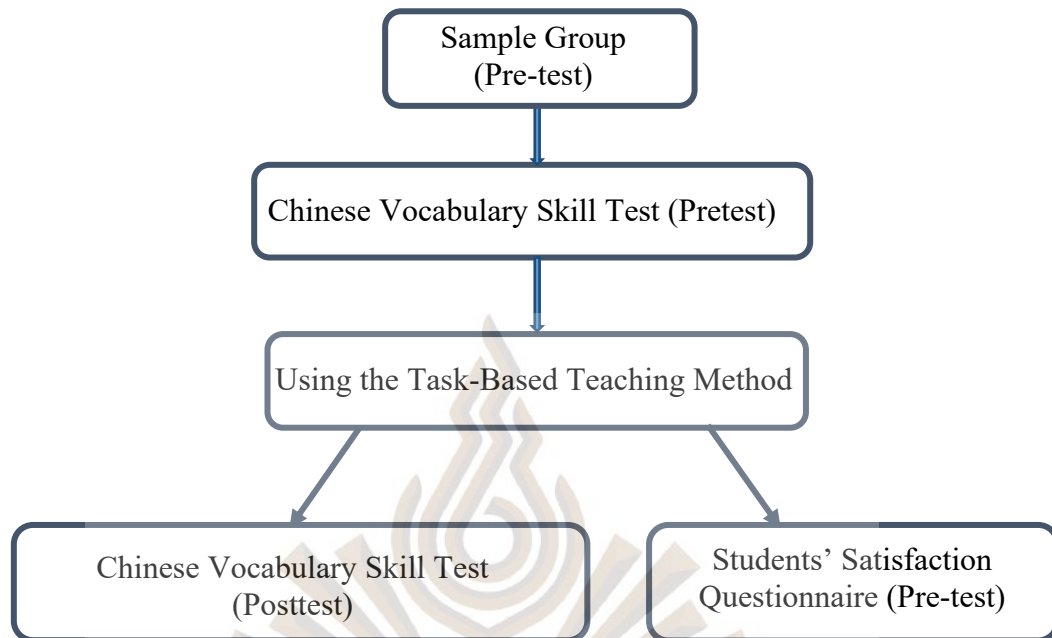 Sample Group
(Pre-test)
Chinese Vocabulary Skill Test (Pretest)
Using the Task-Based Teaching Method
Chinese Vocabulary Skill Test
(Posttest)
Students’ Satisfaction
Questionnaire (Pre-test)